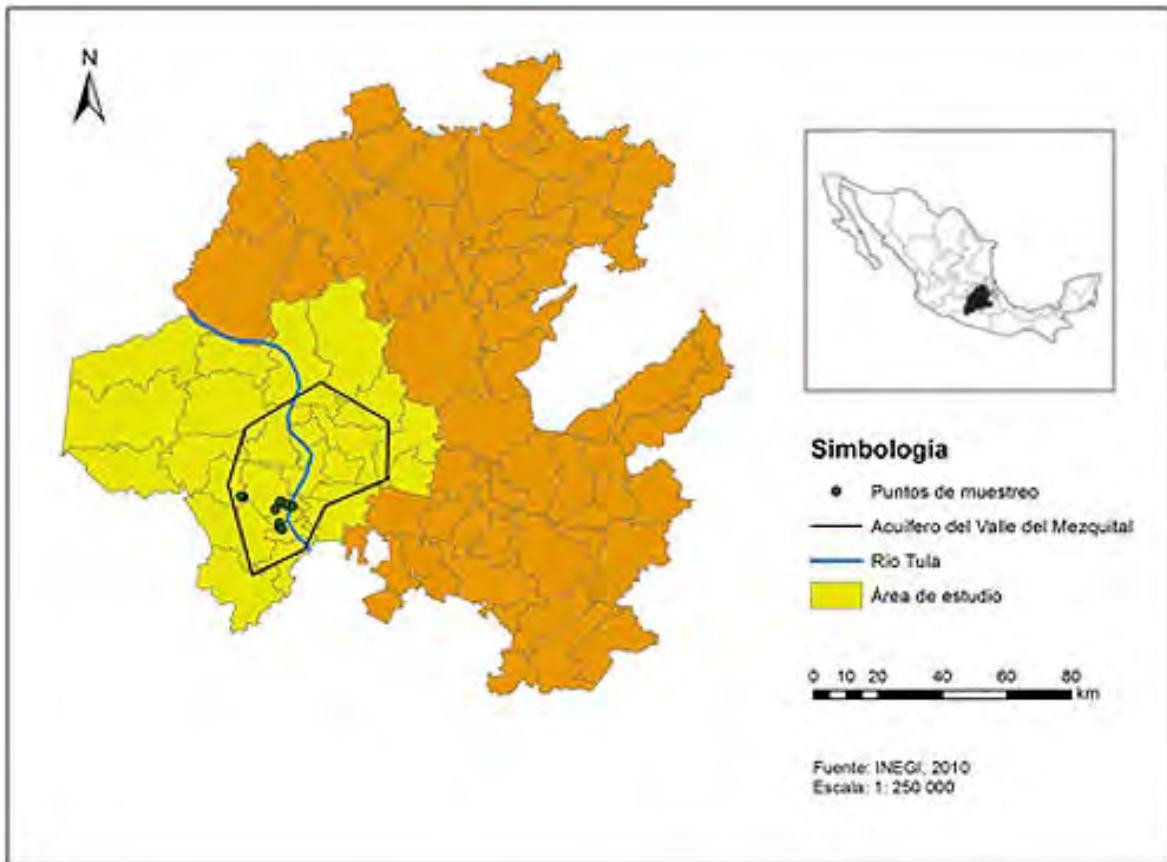 N
Simbología
Puntos de muestreo
Acuífero del Valle del Mezquital
Río Tula
Área de estudio
0 10 20 40 60 80
km
Fuente: INEGI, 2010
Escala: 1: 250 000